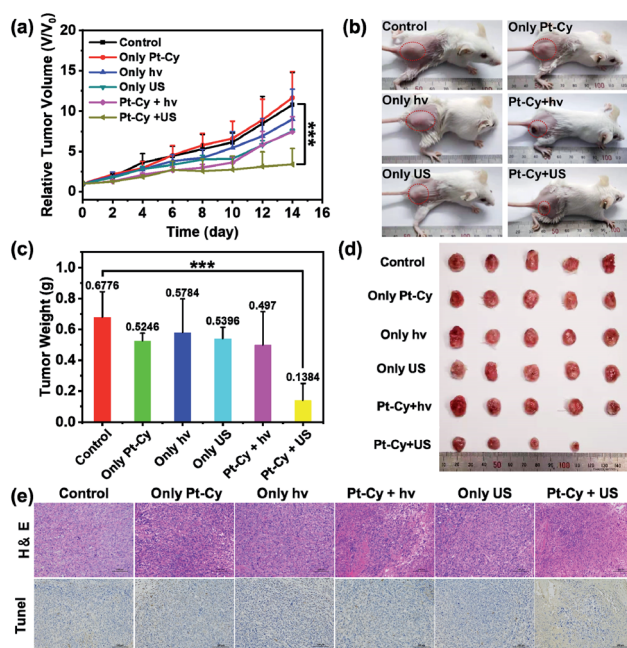 (a)
Relative Tumor Volume (V/V₀)
20
15
10
5
0
Control
Only Pt-Cy
Only hv
Only US
Pt-Cy + hv
Pt-Cy +US
***
0 2 4 6 8 10 12 14 16
Time (day)
(b)
Control
Only Pt-Cy
Only hv
Pt-Cy+hv
Only US
Pt-Cy+US
(c)
Tumor Weight (g)
1.0
0.8
0.6
0.4
0.2
0.0
***
0.6776
0.5246
0.5784
0.5396
0.497
0.1384
Control
Only Pt-Cy
Only hv
Only US
Pt-Cy + hv
Pt-Cy + US
(d)
Control
Only Pt-Cy
Only hv
Only US
Pt-Cy+hv
Pt-Cy+US
(e)
Control Only Pt-Cy Only hv Pt-Cy + hv Only US Pt-Cy + US
H & E
Tunel